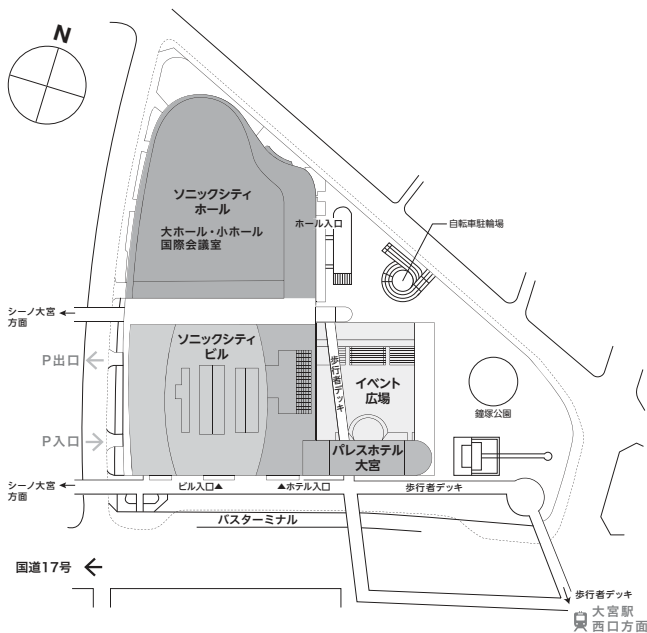 N
ソニックシティ
ホール
大ホール・小ホール
国際会議室
ホール入口
自転車駐輪場
シーノ大宮
方面
ソニックシティ
ビル
P出口
歩行者デッキ
イベント
広場
鐘塚公園
P入口
パレスホテル
大宮
シーノ大宮
方面
ビル入口▲
▲ホテル入口
歩行者デッキ
バスターミナル
国道17号
歩行者デッキ
大宮駅
西口方面